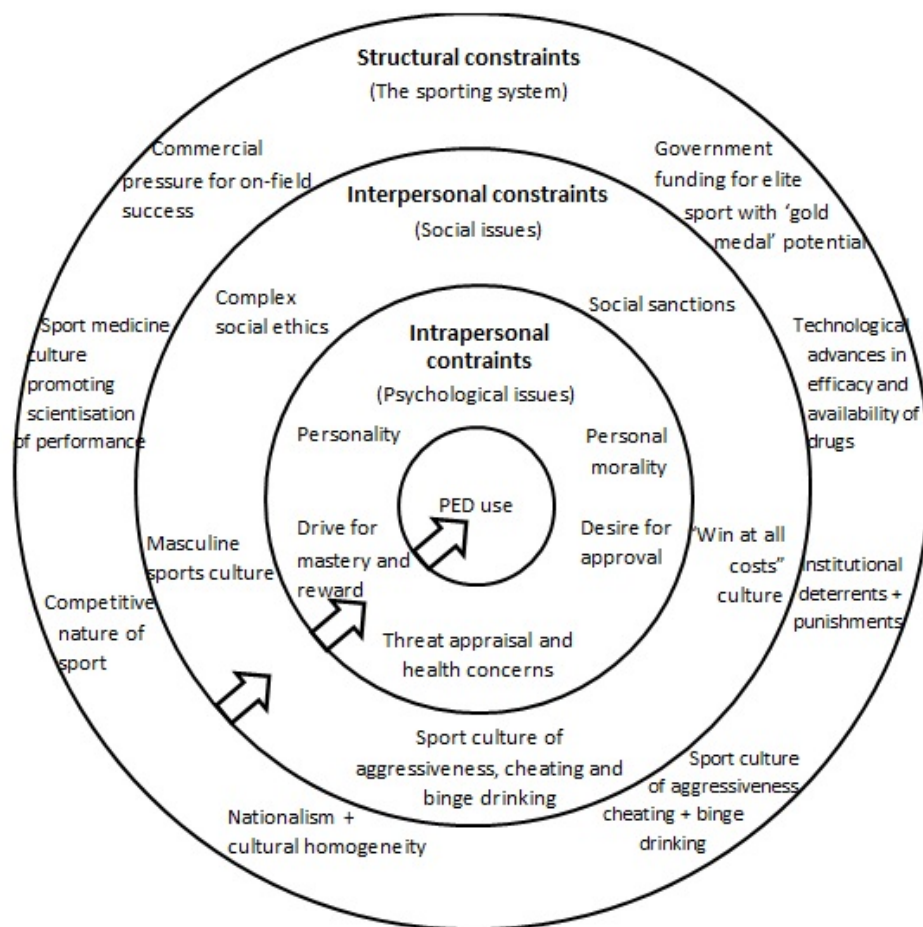 Structural constraints
(The sporting system)
Commercial
pressure for on-field
success
Government
funding for elite
sport with ‘gold
medal’ potential
Interpersonal constraints
(Social issues)
Complex
social ethics
Social sanctions
Sport medicine
culture
promoting
scientisation
of performance
Technological
advances in
efficacy and
availability of
drugs
Intrapersonal
contraints
(Psychological issues)
Personality
Personal
morality
PED use
Drive for
mastery and
reward
Desire for
approval
Masculine
sports culture
“Win at all
costs”
culture
Institutional
deterrents +
punishments
Competitive
nature of
sport
Threat appraisal and
health concerns
Sport culture of
aggressiveness, cheating and
binge drinking
Sport culture
of aggressiveness
cheating + binge
drinking
Nationalism +
cultural homogeneity